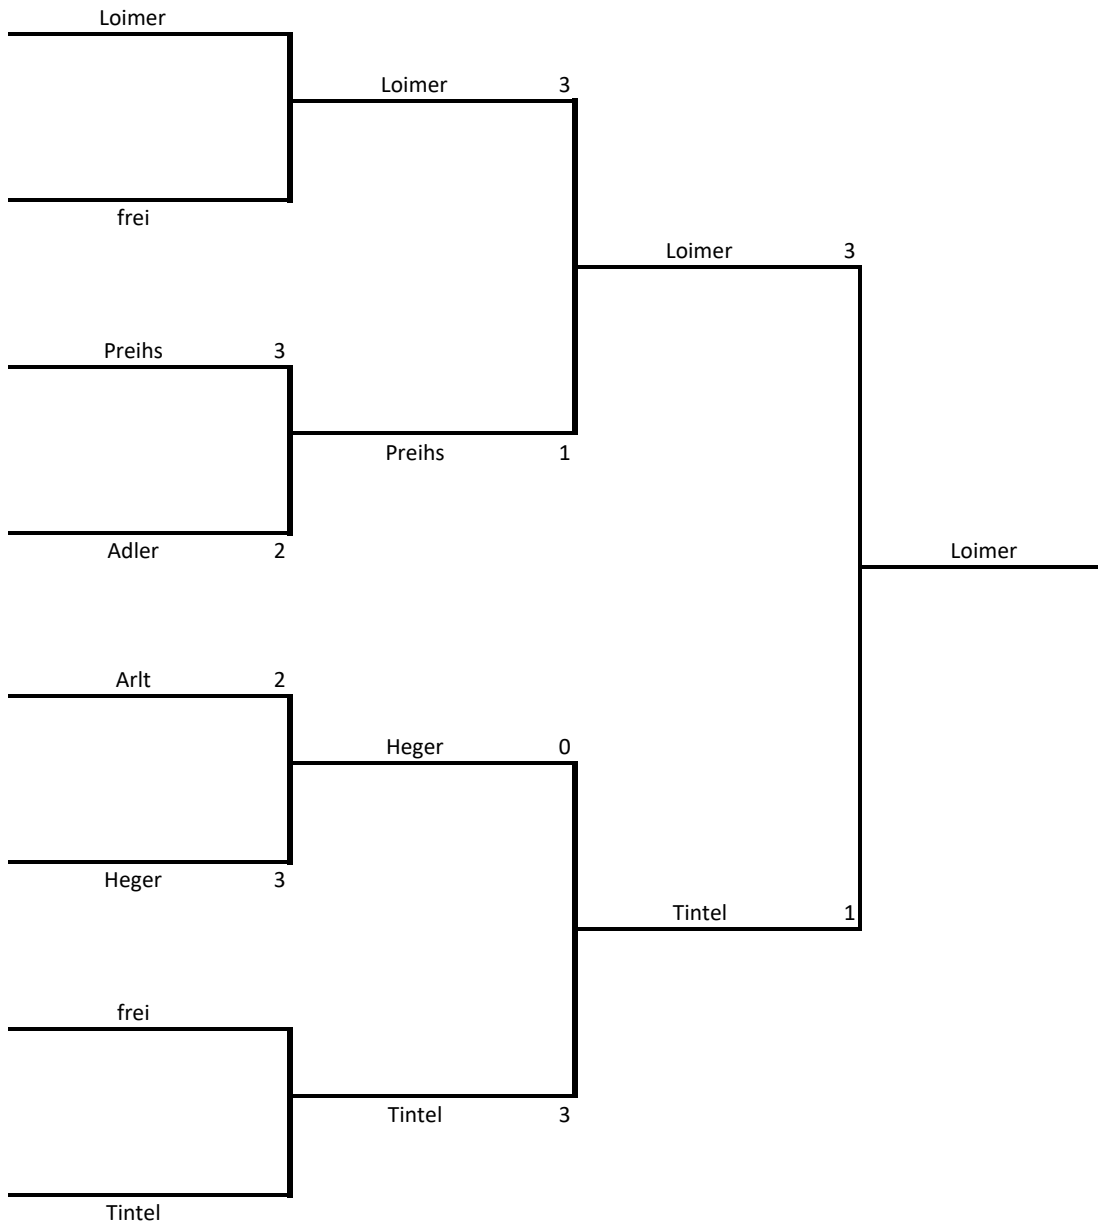 Loimer
Loimer 3
frei
Loimer 3
Preihs 3
Preihs 1
Adler 2
Loimer
Arlt 2
Heger 0
Heger 3
Tintel 1
frei
Tintel 3
Tintel